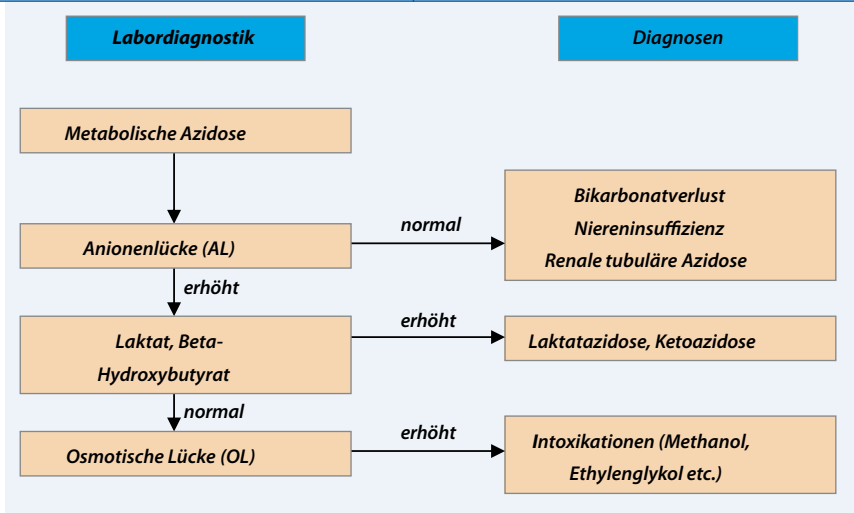 Labordiagnostik
Diagnosen
Metabolische Azidose
Anionenlücke (AL)
normal
Bikarbonatverlust
Niereninsuffizienz
Renale tubuläre Azidose
erhöht
Laktat, Beta-
Hydroxybutyrat
erhöht
Laktatazidose, Ketoazidose
normal
Osmotische Lücke (OL)
erhöht
Intoxikationen (Methanol,
Ethylenglykol etc.)